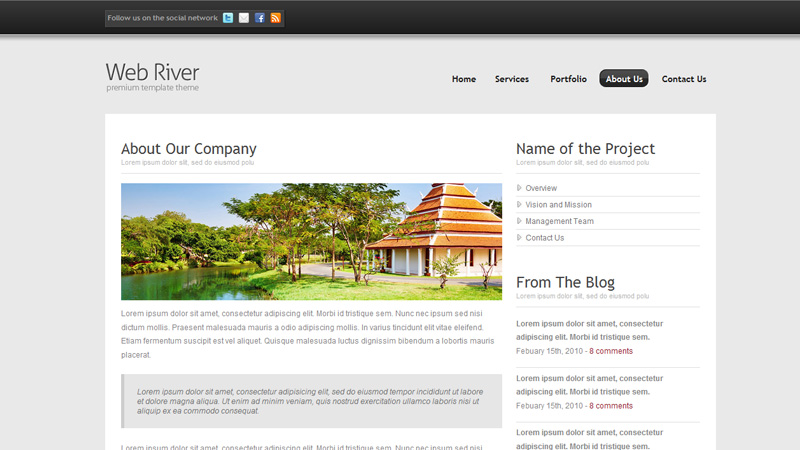 Follow us on the social network
Web River
premium template theme
Home Services Portfolio About Us Contact Us
About Our Company
Lorem ipsum dolor slit, sed do eiusmod polu
Lorem ipsum dolor sit amet, consectetur adipiscing elit. Morbi id tristique sem. Nunc nec ipsum sed nisi
dictum mollis. Praesent malesuada mauris a odio adipiscing mollis. In varius tincidunt elit vitae eleifend.
Etiam fermentum suscipit est vel aliquet. Quisque malesuada luctus dignissim bibendum a lobortis mauris
placerat.
Lorem ipsum dolor sit amet, consectetur adipisicing elit, sed do eiusmod tempor incididunt ut labore
et dolore magna aliqua. Ut enim ad minim veniam, quis nostrud exercitation ullamco laboris nisi ut
aliquip ex ea commodo consequat.
Lorem ipsum dolor sit amet, consectetur adipiscing elit. Morbi id tristique sem. Nunc nec ipsum sed nisi
Name of the Project
Lorem ipsum dolor slit, sed do eiusmod polu
Overview
Vision and Mission
Management Team
Contact Us
From The Blog
Lorem ipsum dolor slit, sed do eiusmod polu
Lorem ipsum dolor sit amet, consectetur
adipiscing elit. Morbi id tristique sem.
Febuary 15th, 2010 - 8 comments
Lorem ipsum dolor sit amet, consectetur
adipiscing elit. Morbi id tristique sem.
Febuary 15th, 2010 - 8 comments
Lorem ipsum dolor sit amet, consectetur
adipiscing elit. Morbi id tristique sem.